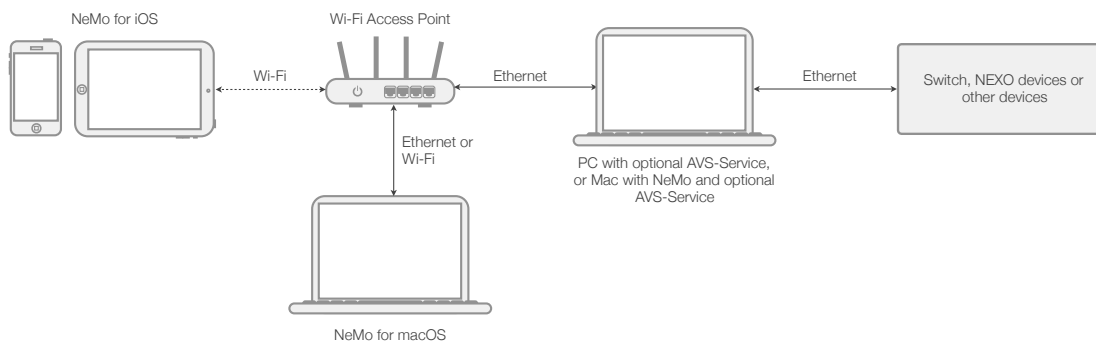 NeMo for iOS
Wi-Fi Access Point
Wi-Fi
Ethernet
Ethernet
Switch, NEXO devices or
other devices
Ethernet or
Wi-Fi
PC with optional AVS-Service,
or Mac with NeMo and optional
AVS-Service
NeMo for macOS